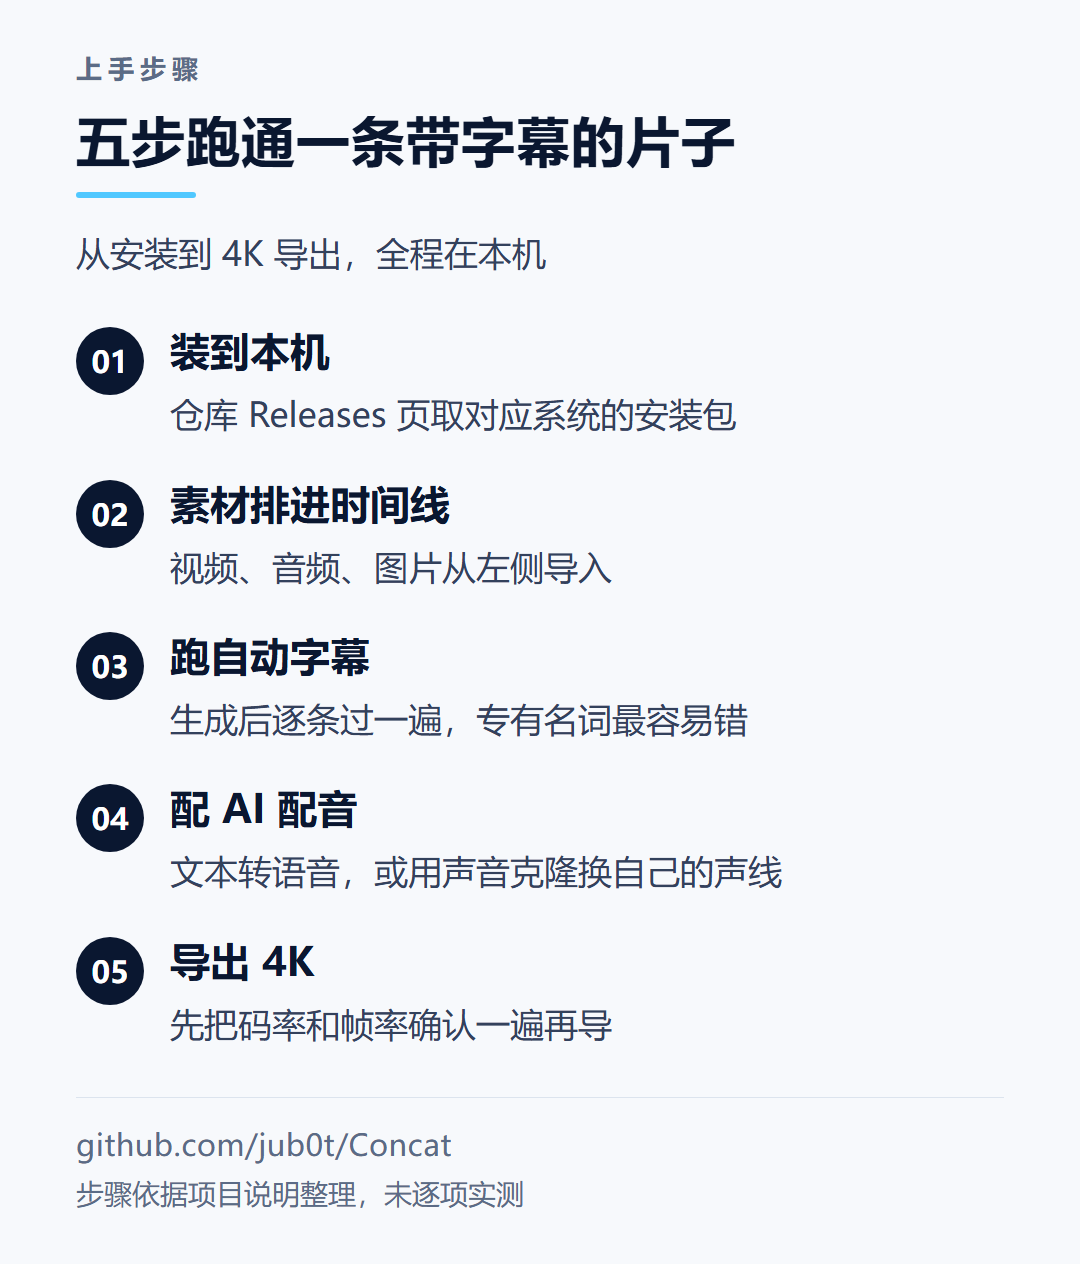 上手步骤
五步跑通一条带字幕的片子
从安装到 4K 导出，全程在本机
01
装到本机
仓库 Releases 页取对应系统的安装包
02
素材排进时间线
视频、音频、图片从左侧导入
03
跑自动字幕
生成后逐条过一遍，专有名词最容易错
04
配 AI 配音
文本转语音，或用声音克隆换自己的声线
05
导出 4K
先把码率和帧率确认一遍再导
github.com/jub0t/Concat
步骤依据项目说明整理，未逐项实测